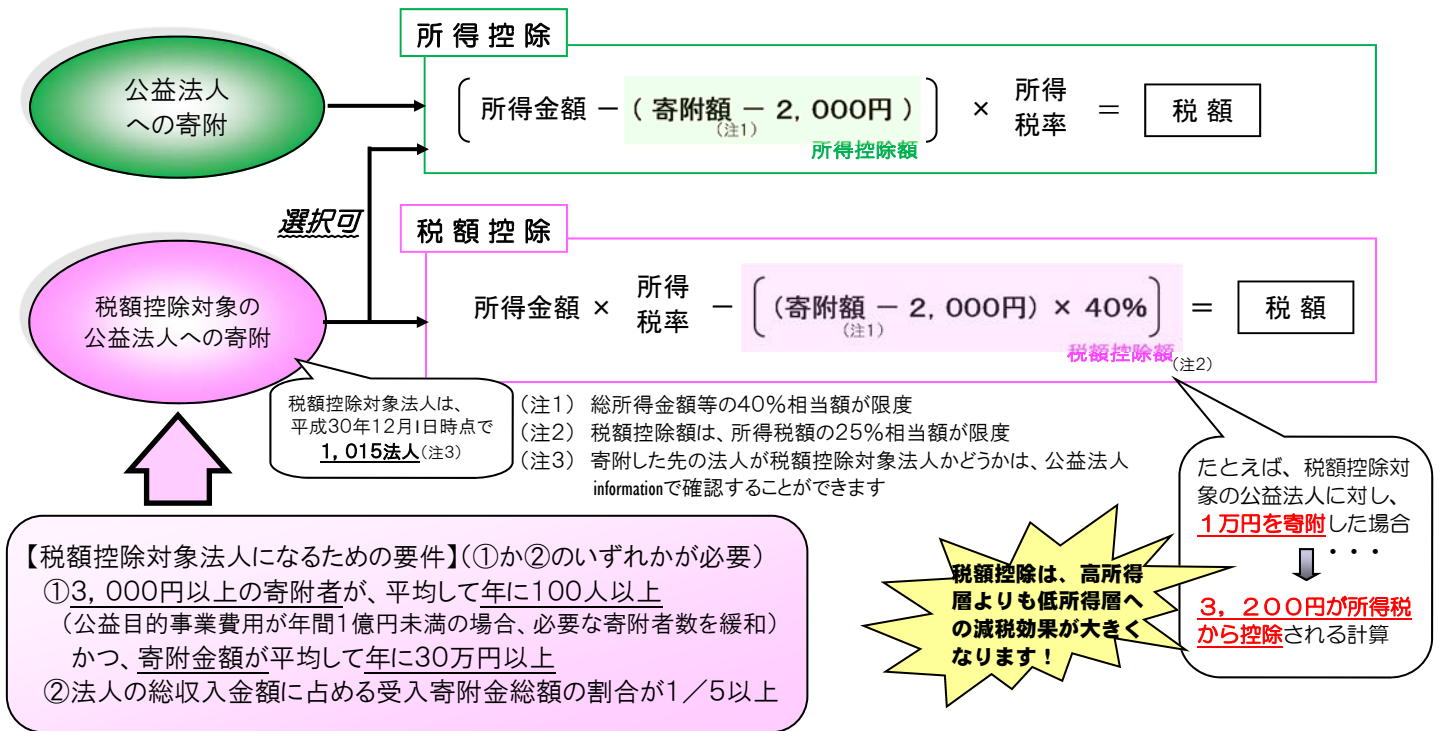 所得控除
公益法人
への寄附
所得金額 － ( 寄附額 － 2,000円 ) × 所得税率 ＝ 税額
(注1)
所得控除額
選択可
税額控除
税額控除対象の
公益法人への寄附
所得金額 × 所得税率 － (寄附額 － 2,000円) × 40% ＝ 税額
(注1)
税額控除額(注2)
税額控除対象法人は、
平成30年12月1日時点で
1,015法人(注3)
(注1) 総所得金額等の40%相当額が限度
(注2) 税額控除額は、所得税額の25%相当額が限度
(注3) 寄附した先の法人が税額控除対象法人かどうかは、公益法人
informationで確認することができます
たとえば、税額控除対
象の公益法人に対し、
１万円を寄附した場合
・・・
３，２００円が所得税
から控除される計算
税額控除は、高所得
層よりも低所得層へ
の減税効果が大きく
なります！
【税額控除対象法人になるための要件】(①か②のいずれかが必要)
①3,000円以上の寄附者が、平均して年に100人以上
(公益目的事業費用が年間1億円未満の場合、必要な寄附者数を緩和)
かつ、寄附金額が平均して年に30万円以上
②法人の総収入金額に占める受入寄附金総額の割合が1／5以上